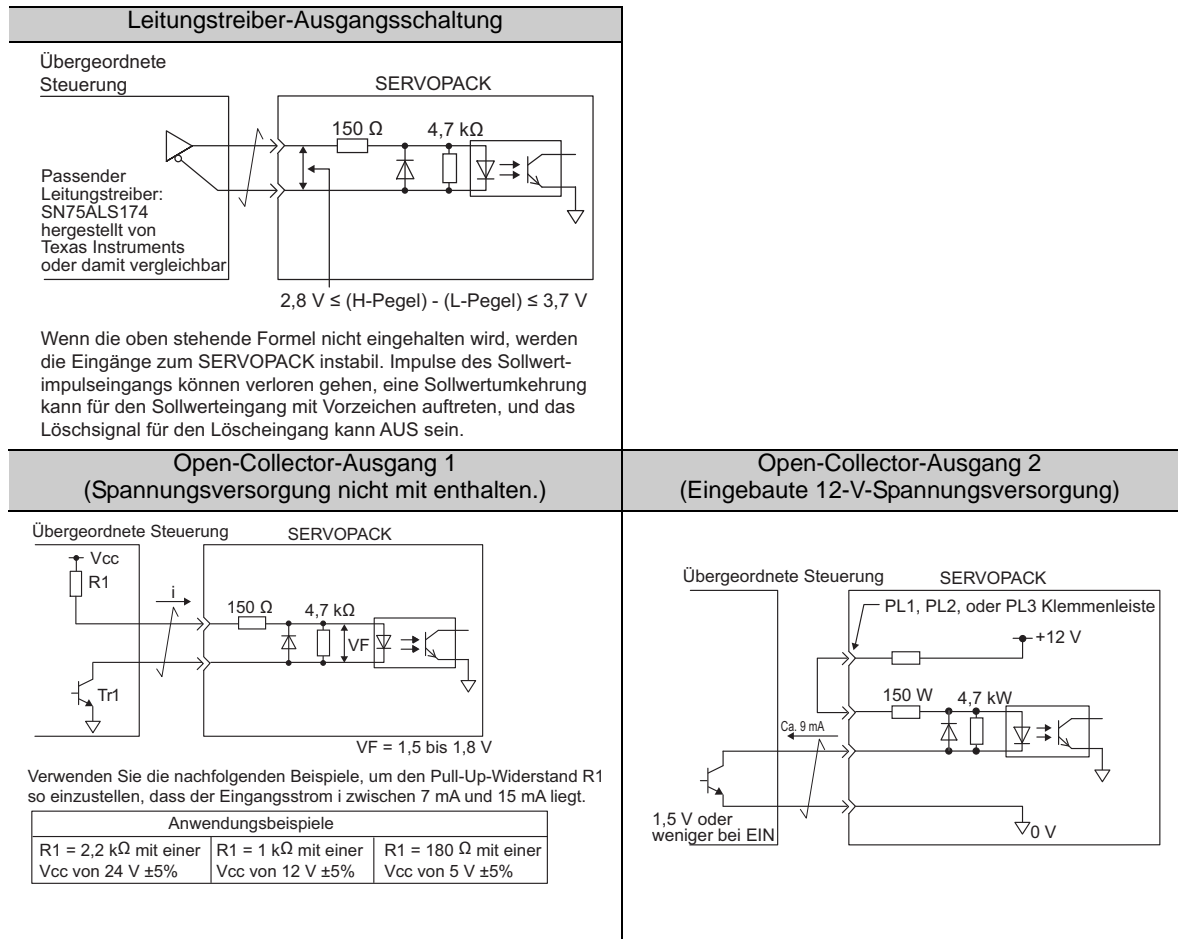 Leitungstreiber-Ausgangsschaltung
Übergeordnete
Steuerung
SERVOPACK
150 Ω
4,7 kΩ
Passender
Leitungstreiber:
SN75ALS174
hergestellt von
Texas Instruments
oder damit vergleichbar
2,8 V ≤ (H-Pegel) - (L-Pegel) ≤ 3,7 V
Wenn die oben stehende Formel nicht eingehalten wird, werden
die Eingänge zum SERVOPACK instabil. Impulse des Sollwert-
impulseingangs können verloren gehen, eine Sollwertumkehrung
kann für den Sollwerteingang mit Vorzeichen auftreten, und das
Löschsignal für den Löscheingang kann AUS sein.
Open-Collector-Ausgang 1
(Spannungsversorgung nicht mit enthalten.)
Übergeordnete Steuerung
SERVOPACK
Vcc
R1
i
150 Ω
4,7 kΩ
VF
Tr1
VF = 1,5 bis 1,8 V
Verwenden Sie die nachfolgenden Beispiele, um den Pull-Up-Widerstand R1
so einzustellen, dass der Eingangsstrom i zwischen 7 mA und 15 mA liegt.
Anwendungsbeispiele
R1 = 2,2 kΩ mit einer
Vcc von 24 V ±5%
R1 = 1 kΩ mit einer
Vcc von 12 V ±5%
R1 = 180 Ω mit einer
Vcc von 5 V ±5%
Open-Collector-Ausgang 2
(Eingebaute 12-V-Spannungsversorgung)
Übergeordnete Steuerung
SERVOPACK
PL1, PL2, oder PL3 Klemmenleiste
+12 V
150 W
4,7 kW
Ca. 9 mA
1,5 V oder
weniger bei EIN
0 V